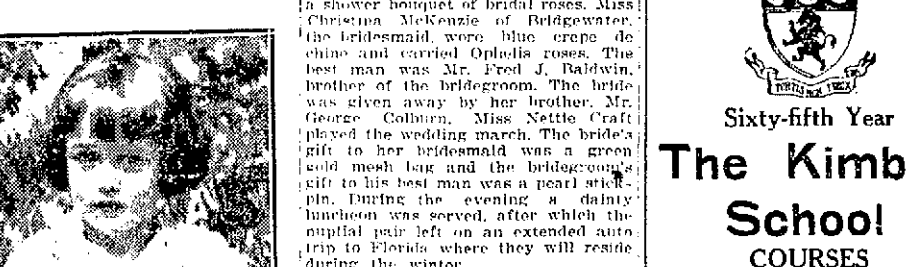 a shower bouquet of bridal roses. Miss
Christina McKenzie of Bridgewater,
the bridesmaid, wore blue crepe de
chine and carried Ophelia roses. The
best man was Mr. Fred J. Baldwin,
brother of the bridegroom. The bride
was given away by her brother, Mr.
George Colburn. Miss Nettie Craft
played the wedding march. The bride's
gift to her bridesmaid was a green
gold mesh bag and the bridegroom's
gift to his best man was a pearl stick-
pin. During the evening a dainty
luncheon was served, after which the
nuptial pair left on an extended auto
trip to Florida where they will reside
during the winter.
Sixty-fifth Year
The Kimb
School
COURSES